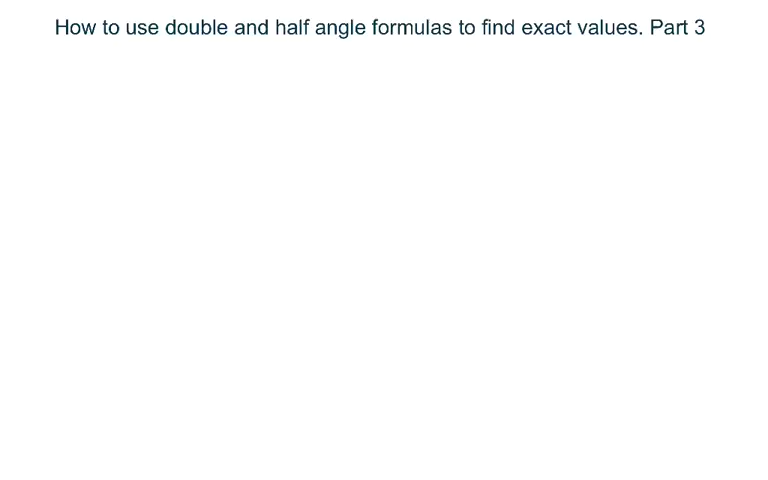 How to use double and half angle formulas to find exact values. Part 3